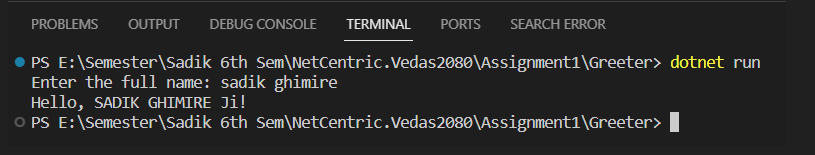 PROBLEMS OUTPUT DEBUG CONSOLE TERMINAL PORTS SEARCH ERROR
PS E:\Semester\Sadik 6th Sem\NetCentric.Vedas2080\Assignment1\Greeter> dotnet run
Enter the full name: sadik ghimire
Hello, SADIK GHIMIRE Ji!
PS E:\Semester\Sadik 6th Sem\NetCentric.Vedas2080\Assignment1\Greeter>